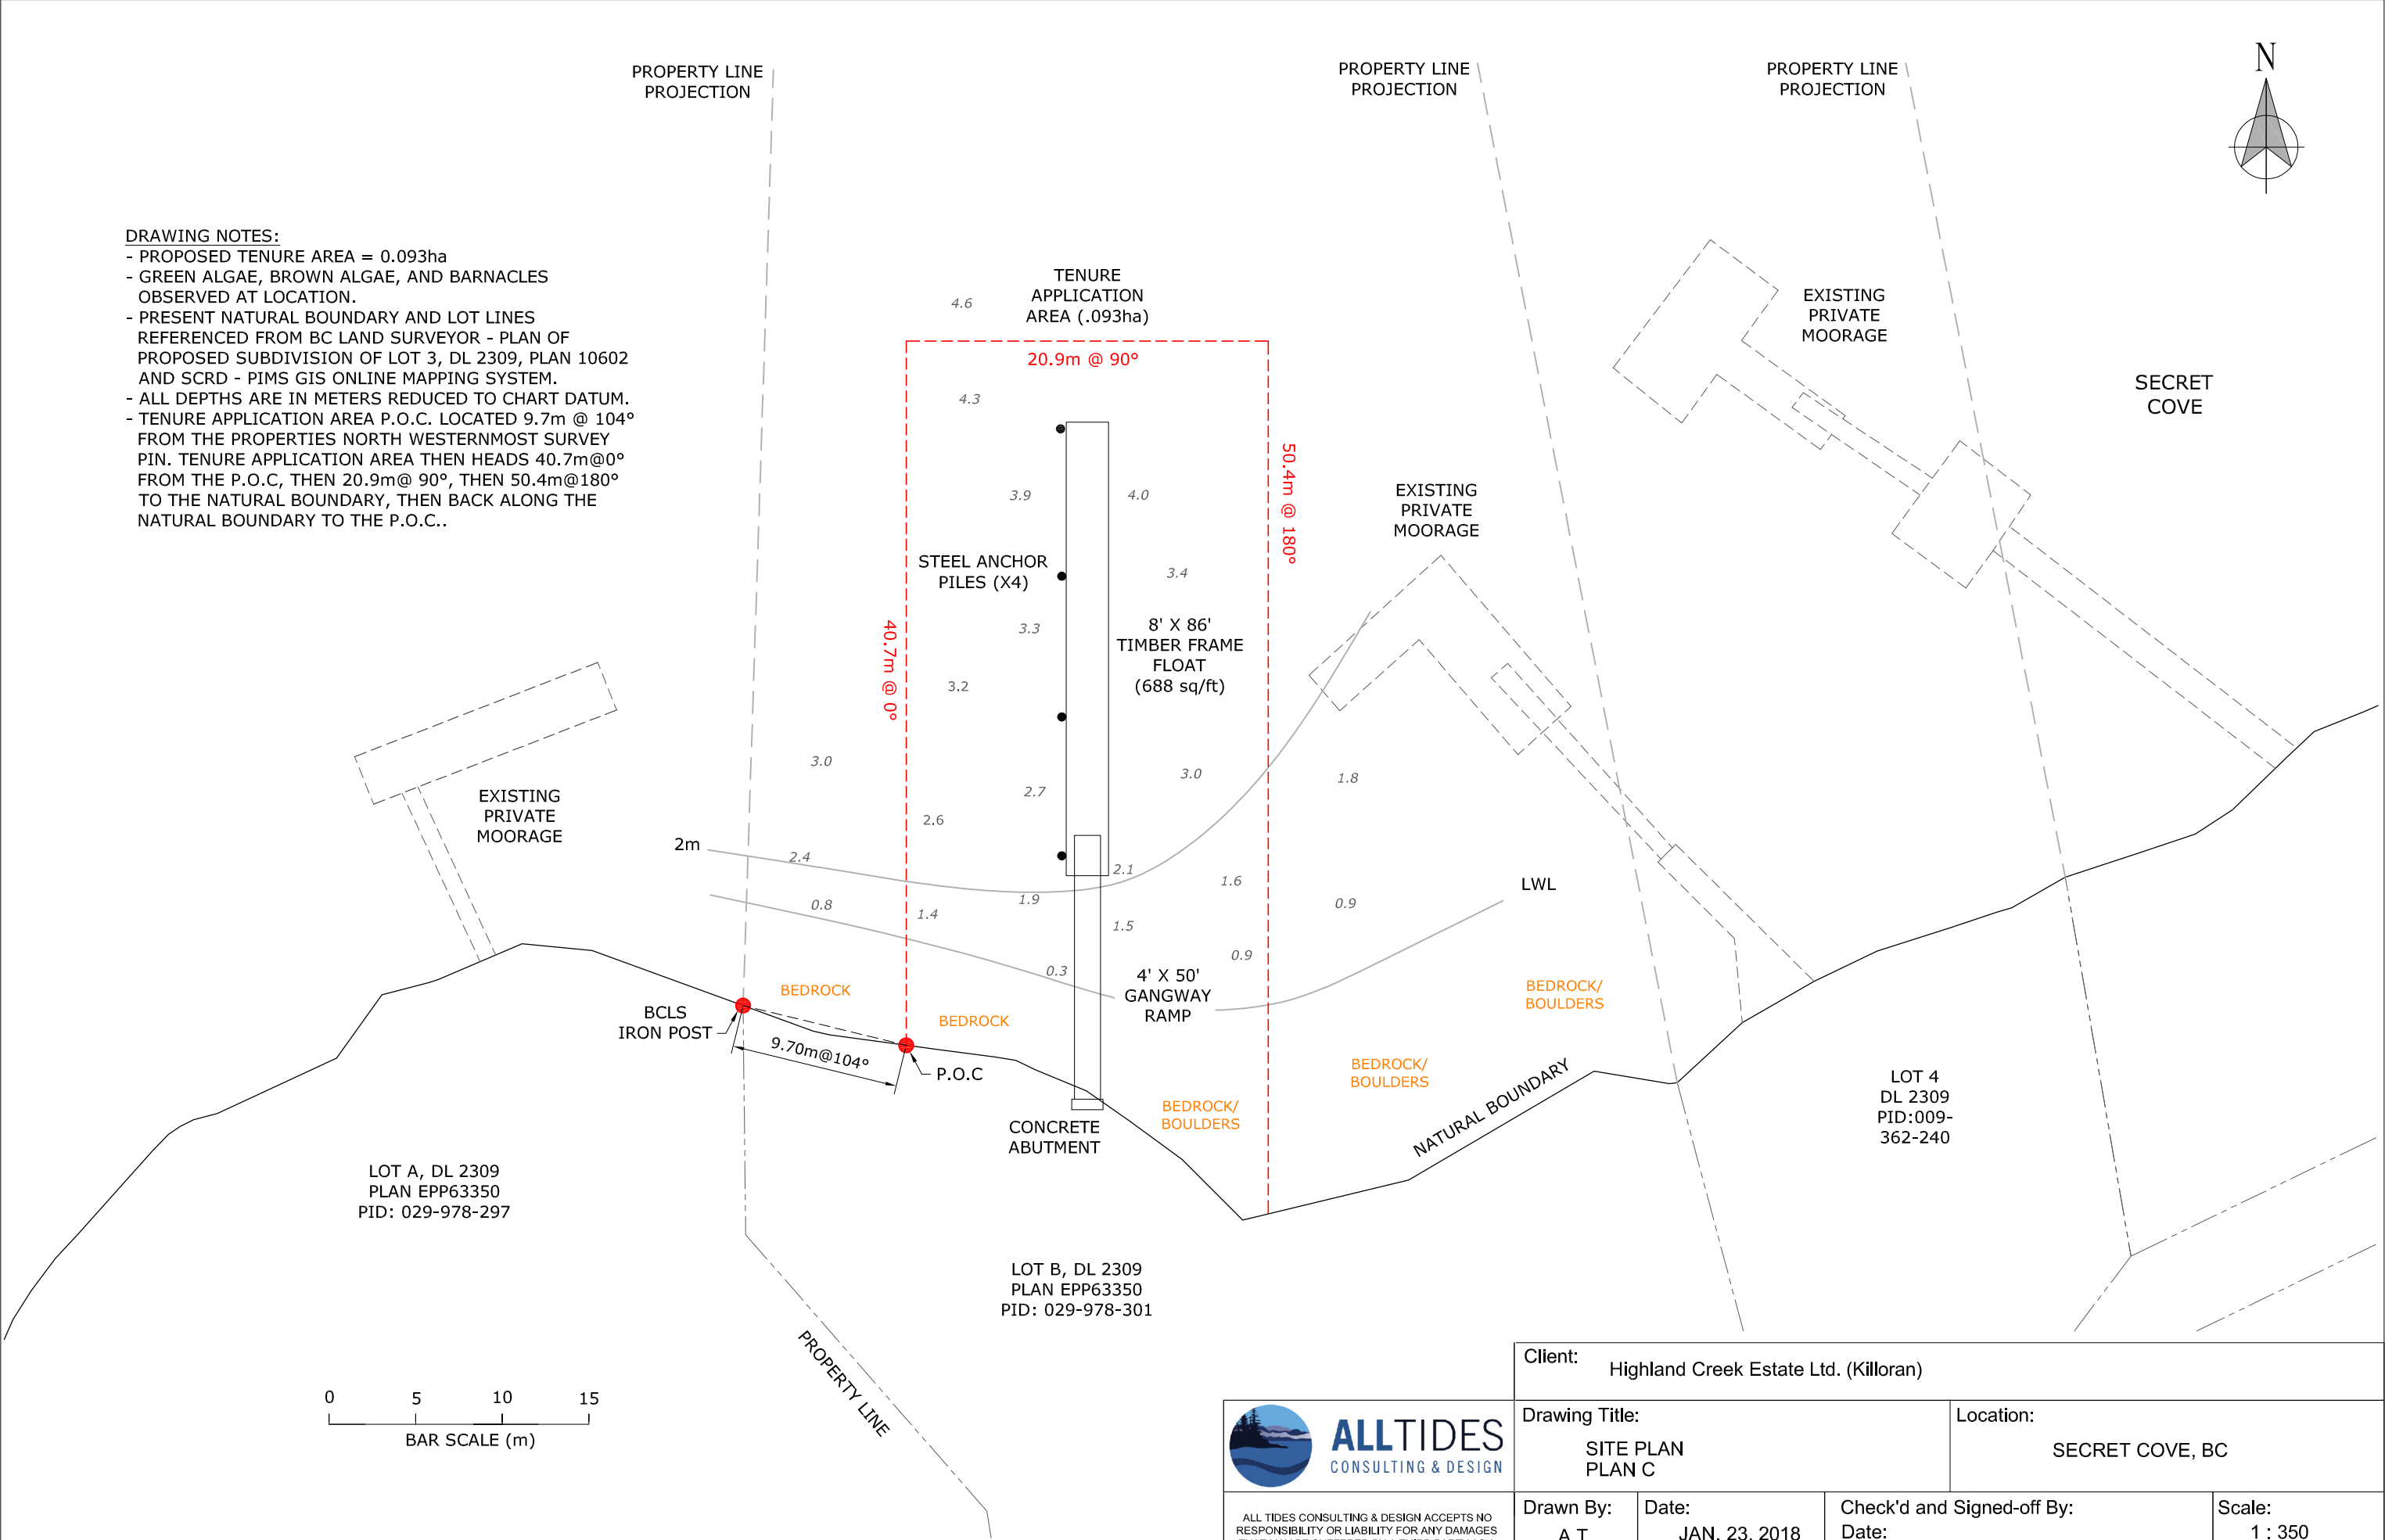 PROPERTY LINE
PROJECTION
PROPERTY LINE
PROJECTION
PROPERTY LINE
PROJECTION
N
DRAWING NOTES:
- PROPOSED TENURE AREA = 0.093ha
- GREEN ALGAE, BROWN ALGAE, AND BARNACLES
OBSERVED AT LOCATION.
- PRESENT NATURAL BOUNDARY AND LOT LINES
REFERENCED FROM BC LAND SURVEYOR - PLAN OF
PROPOSED SUBDIVISION OF LOT 3, DL 2309, PLAN 10602
AND SCRD - PIMS GIS ONLINE MAPPING SYSTEM.
- ALL DEPTHS ARE IN METERS REDUCED TO CHART DATUM.
- TENURE APPLICATION AREA P.O.C. LOCATED 9.7m @ 104°
FROM THE PROPERTIES NORTH WESTERNMOST SURVEY
PIN. TENURE APPLICATION AREA THEN HEADS 40.7m@0°
FROM THE P.O.C, THEN 20.9m@ 90°, THEN 50.4m@180°
TO THE NATURAL BOUNDARY, THEN BACK ALONG THE
NATURAL BOUNDARY TO THE P.O.C..
TENURE
APPLICATION
AREA (.093ha)
4.6
20.9m @ 90°
4.3
3.9
4.0
50.4m @ 180°
STEEL ANCHOR
PILES (X4)
3.4
3.3
8' X 86'
TIMBER FRAME
FLOAT
(688 sq/ft)
40.7m @ 0°
3.2
3.0
2.7
3.0
1.8
2.6
EXISTING
PRIVATE
MOORAGE
EXISTING
PRIVATE
MOORAGE
SECRET
COVE
EXISTING
PRIVATE
MOORAGE
2m
2.4
2.1
1.6
LWL
0.8
1.4
1.9
1.5
0.9
0.9
0.3
4' X 50'
GANGWAY
RAMP
BEDROCK
BEDROCK
BEDROCK/
BOULDERS
BEDROCK/
BOULDERS
BEDROCK/
BOULDERS
BCLS
IRON POST
9.70m@104°
P.O.C
CONCRETE
ABUTMENT
NATURAL BOUNDARY
LOT 4
DL 2309
PID:009-
362-240
LOT A, DL 2309
PLAN EPP63350
PID: 029-978-297
LOT B, DL 2309
PLAN EPP63350
PID: 029-978-301
PROPERTY LINE
0 5 10 15
BAR SCALE (m)
Client:
Highland Creek Estate Ltd. (Killoran)
ALLTIDES
CONSULTING & DESIGN
Drawing Title:
SITE PLAN
PLAN C
Location:
SECRET COVE, BC
ALL TIDES CONSULTING & DESIGN ACCEPTS NO
RESPONSIBILITY OR LIABILITY FOR ANY DAMAGES
Drawn By:
A.T.
Date:
JAN. 23, 2018
Check'd and Signed-off By:
Date:
Scale:
1 : 350